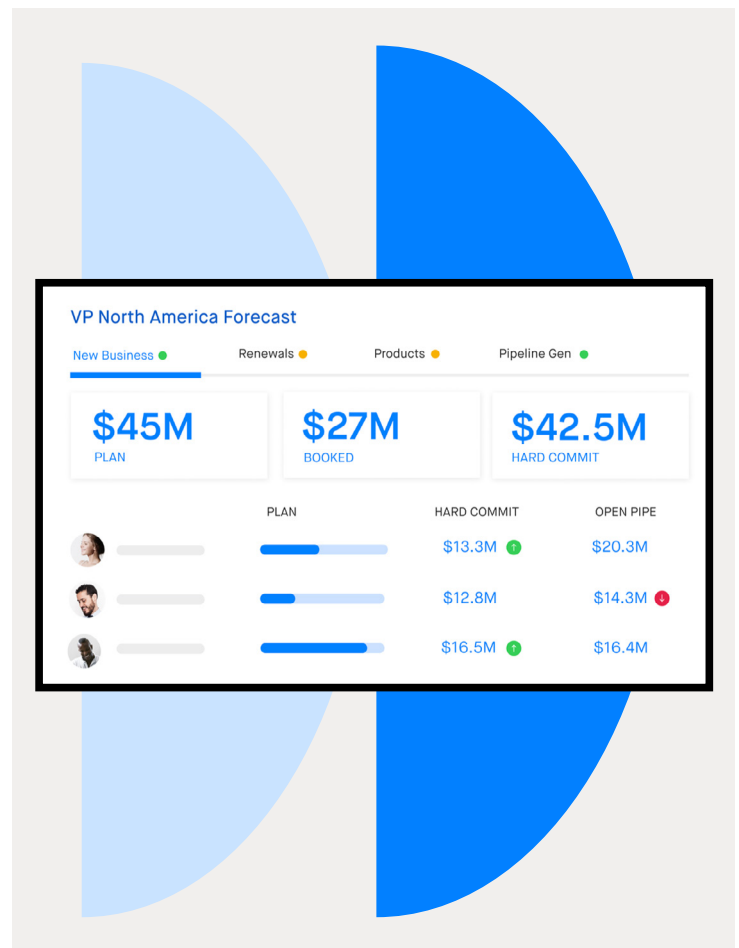 VP North America Forecast
New Business Renewals Products Pipeline Gen
$45M $27M $42.5M
PLAN BOOKED HARD COMMIT
PLAN HARD COMMIT OPEN PIPE
$13.3M ↑ $20.3M
$12.8M $14.3M ↓
$16.5M ↑ $16.4M